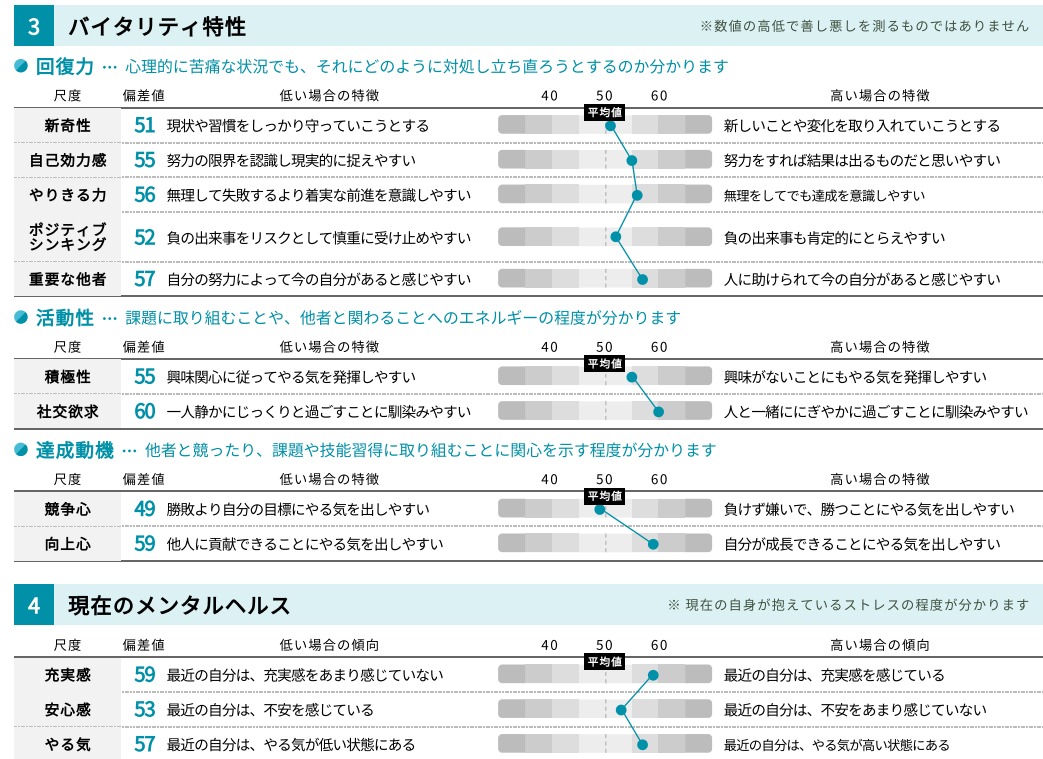 3 バイタリティ特性 ※数値の高低で善し悪しを測るものではありません
回復力 … 心理的に苦痛な状況でも、それにどのように対処し立ち直ろうとするのか分かります
尺度 偏差値 低い場合の特徴 40 50 60 高い場合の特徴
平均値
新奇性 51 現状や習慣をしっかり守っていこうとする 新しいことや変化を取り入れていこうとする
自己効力感 55 努力の限界を認識し現実的に捉えやすい 努力をすれば結果は出るものだと思いやすい
やりきる力 56 無理して失敗するより着実な前進を意識しやすい 無理をしてでも達成を意識しやすい
ポジティブ
シンキング 52 負の出来事をリスクとして慎重に受け止めやすい 負の出来事も肯定的にとらえやすい
重要な他者 57 自分の努力によって今の自分があると感じやすい 人に助けられて今の自分があると感じやすい
活動性 … 課題に取り組むことや、他者と関わることへのエネルギーの程度が分かります
尺度 偏差値 低い場合の特徴 40 50 60 高い場合の特徴
平均値
積極性 55 興味関心に従ってやる気を発揮しやすい 興味がないことにもやる気を発揮しやすい
社交欲求 60 一人静かにじっくりと過ごすことに馴染みやすい 人と一緒ににぎやかに過ごすことに馴染みやすい
達成動機 … 他者と競ったり、課題や技能習得に取り組むことに関心を示す程度が分かります
尺度 偏差値 低い場合の特徴 40 50 60 高い場合の特徴
平均値
競争心 49 勝敗より自分の目標にやる気を出しやすい 負けず嫌いで、勝つことにやる気を出しやすい
向上心 59 他人に貢献できることにやる気を出しやすい 自分が成長できることにやる気を出しやすい
4 現在のメンタルヘルス ※ 現在の自身が抱えているストレスの程度が分かります
尺度 偏差値 低い場合の傾向 40 50 60 高い場合の傾向
平均値
充実感 59 最近の自分は、充実感をあまり感じていない 最近の自分は、充実感を感じている
安心感 53 最近の自分は、不安を感じている 最近の自分は、不安をあまり感じていない
やる気 57 最近の自分は、やる気が低い状態にある 最近の自分は、やる気が高い状態にある